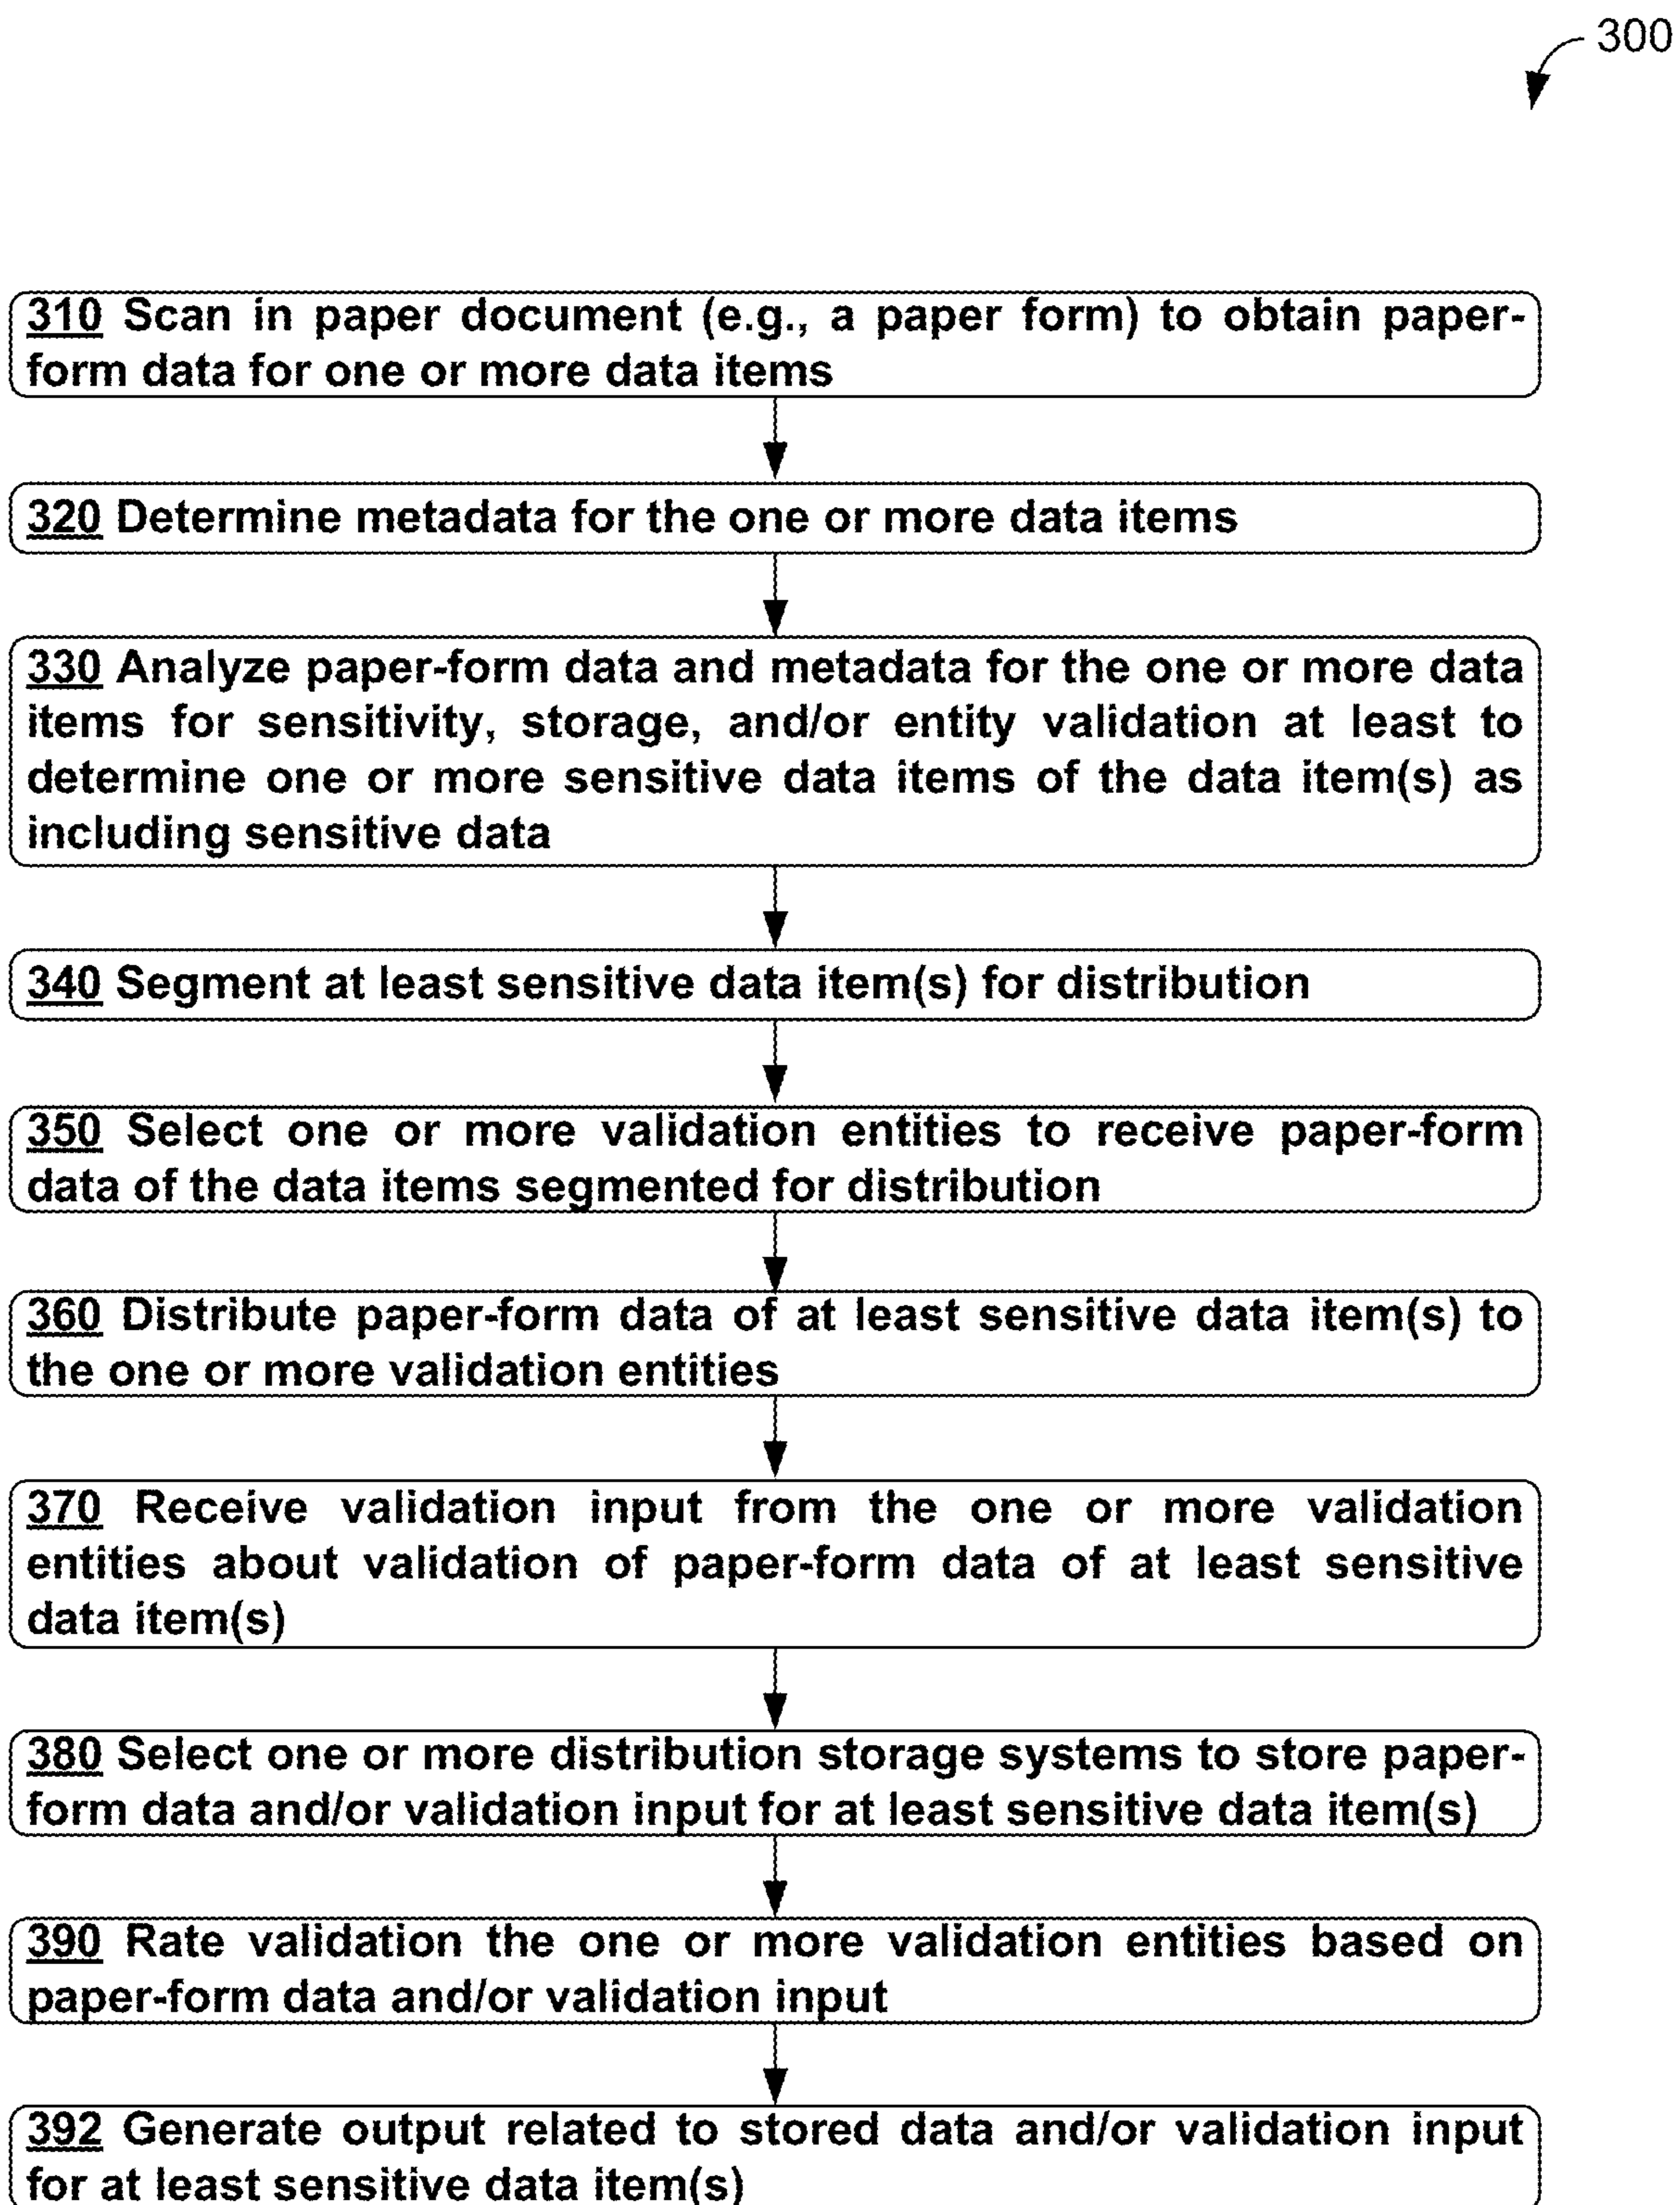 300
310 Scan in paper document (e.g., a paper form) to obtain paper-
form data for one or more data items
320 Determine metadata for the one or more data items
330 Analyze paper-form data and metadata for the one or more data
items for sensitivity, storage, and/or entity validation at least to
determine one or more sensitive data items of the data item(s) as
including sensitive data
340 Segment at least sensitive data item(s) for distribution
350 Select one or more validation entities to receive paper-form
data of the data items segmented for distribution
360 Distribute paper-form data of at least sensitive data item(s) to
the one or more validation entities
370 Receive validation input from the one or more validation
entities about validation of paper-form data of at least sensitive
data item(s)
380 Select one or more distribution storage systems to store paper-
form data and/or validation input for at least sensitive data item(s)
390 Rate validation the one or more validation entities based on
paper-form data and/or validation input
392 Generate output related to stored data and/or validation input
for at least sensitive data item(s)